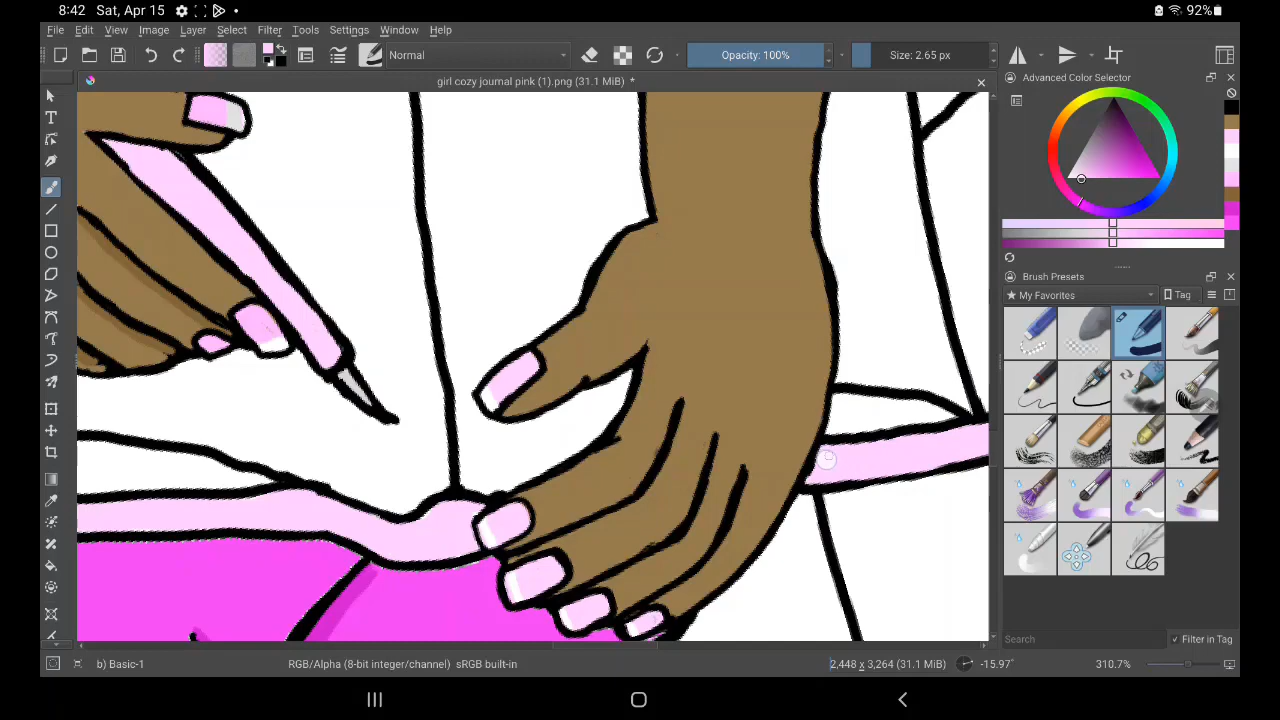 8:42 Sat, Apr 15 92%
File Edit View Image Layer Select Filter Tools Settings Window Help
Normal Opacity: 100% Size: 2.65 px
girl cozy journal pink (1).png (31.1 MiB) *
Advanced Color Selector
Brush Presets
My Favorites Tag
Search Filter in Tag
b) Basic-1 RGB/Alpha (8-bit integer/channel) sRGB built-in 2,448 x 3,264 (31.1 MiB) -15.97° 310.7%